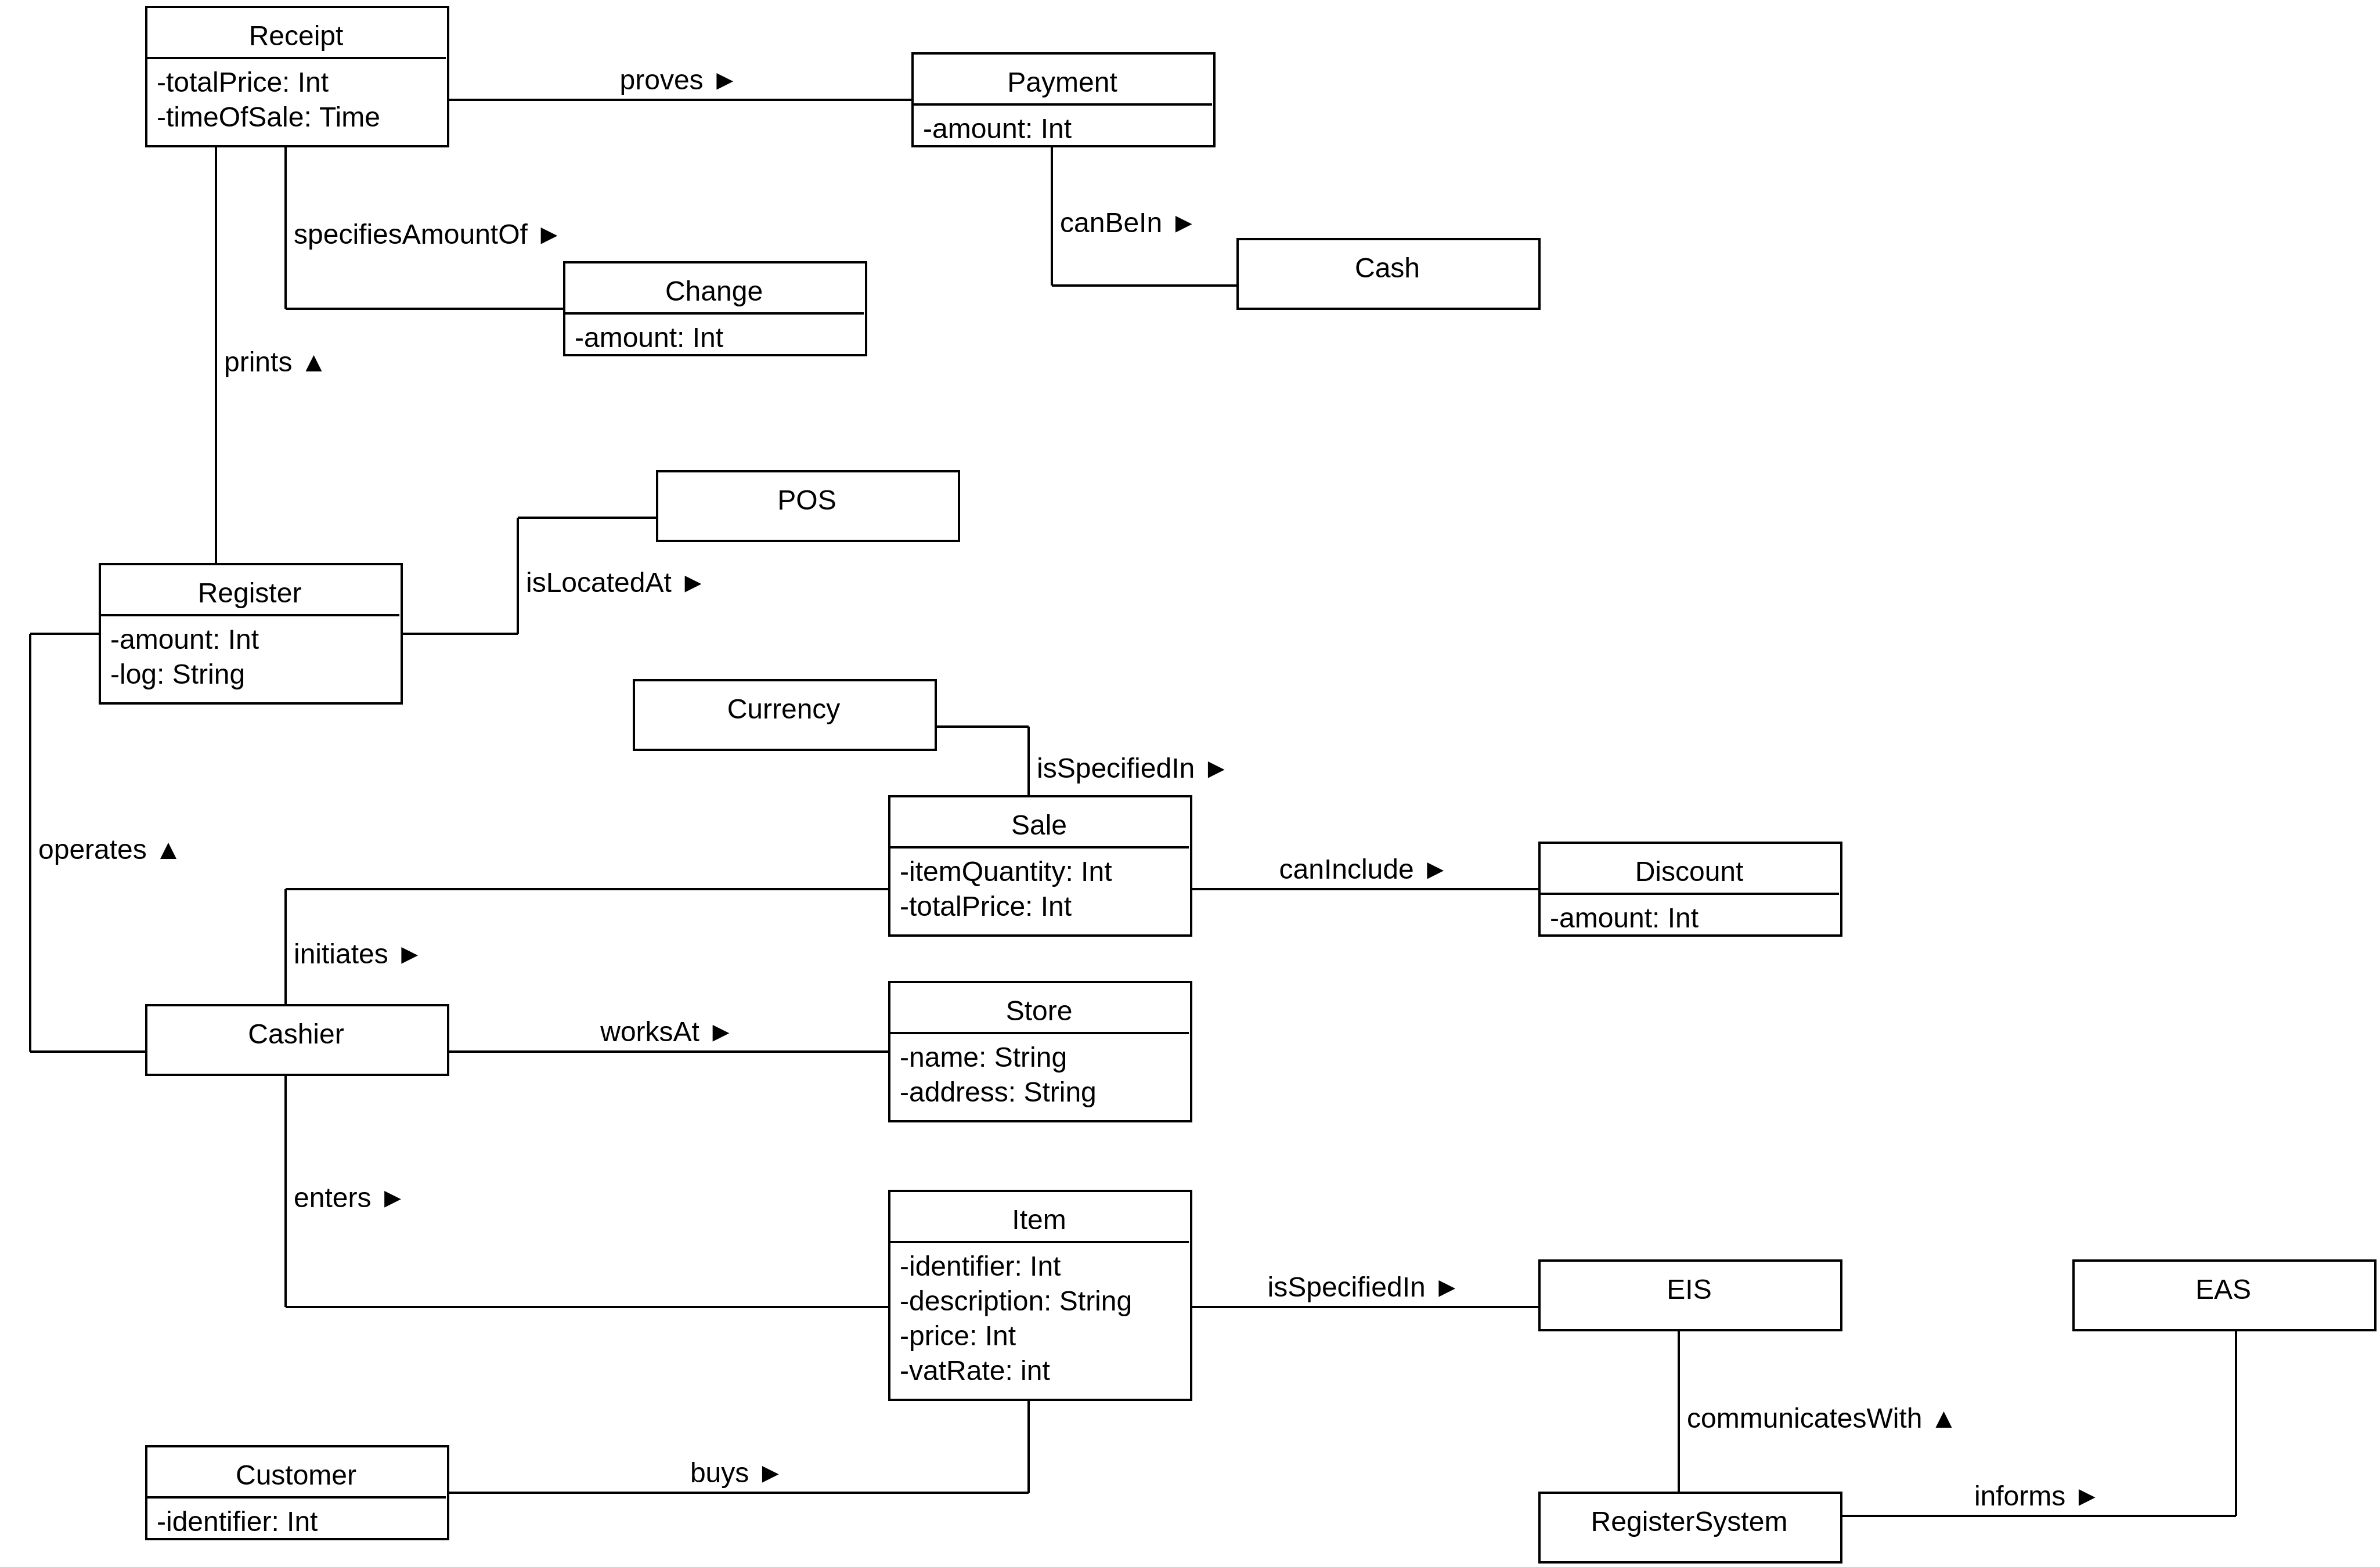 Receipt
-totalPrice: Int
-timeOfSale: Time
proves ►
Payment
-amount: Int
specifiesAmountOf ►
canBeIn ►
Cash
Change
-amount: Int
prints ▲
POS
isLocatedAt ►
Register
-amount: Int
-log: String
Currency
isSpecifiedIn ►
Sale
-itemQuantity: Int
-totalPrice: Int
operates ▲
canInclude ►
Discount
-amount: Int
initiates ►
Cashier
worksAt ►
Store
-name: String
-address: String
enters ►
Item
-identifier: Int
-description: String
-price: Int
-vatRate: int
isSpecifiedIn ►
EIS
EAS
communicatesWith ▲
Customer
-identifier: Int
buys ►
RegisterSystem
informs ►